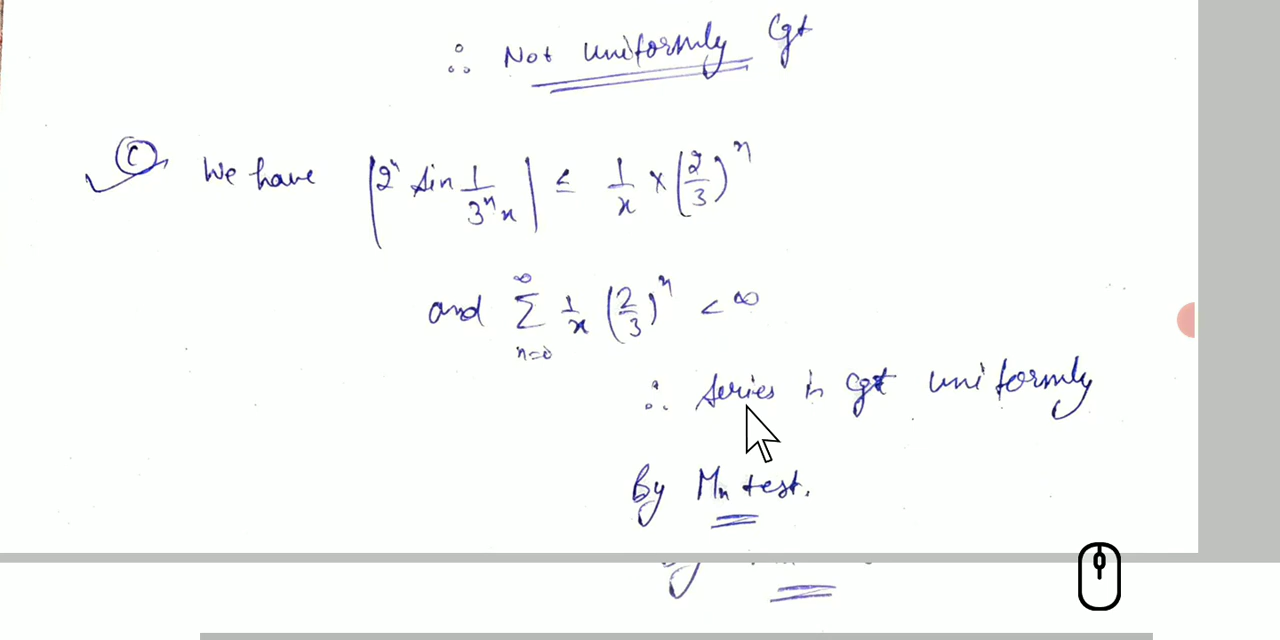 ∴ Not uniformly Cgt
(C) We have |2ⁿ sin 1/(3ⁿx)| ≤ 1/x × (2/3)ⁿ
and ∑_{n=0}^{∞} 1/x (2/3)ⁿ < ∞
∴ series is Cgt uniformly
By Mn test.